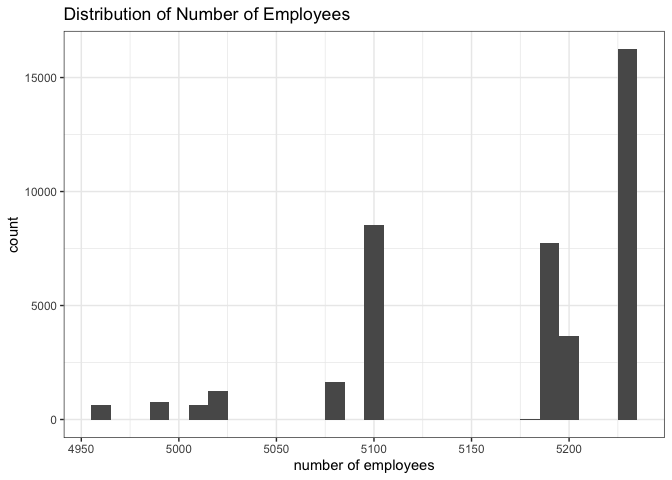 Distribution of Number of Employees
15000
10000
5000
0
count
4950 5000 5050 5100 5150 5200
number of employees